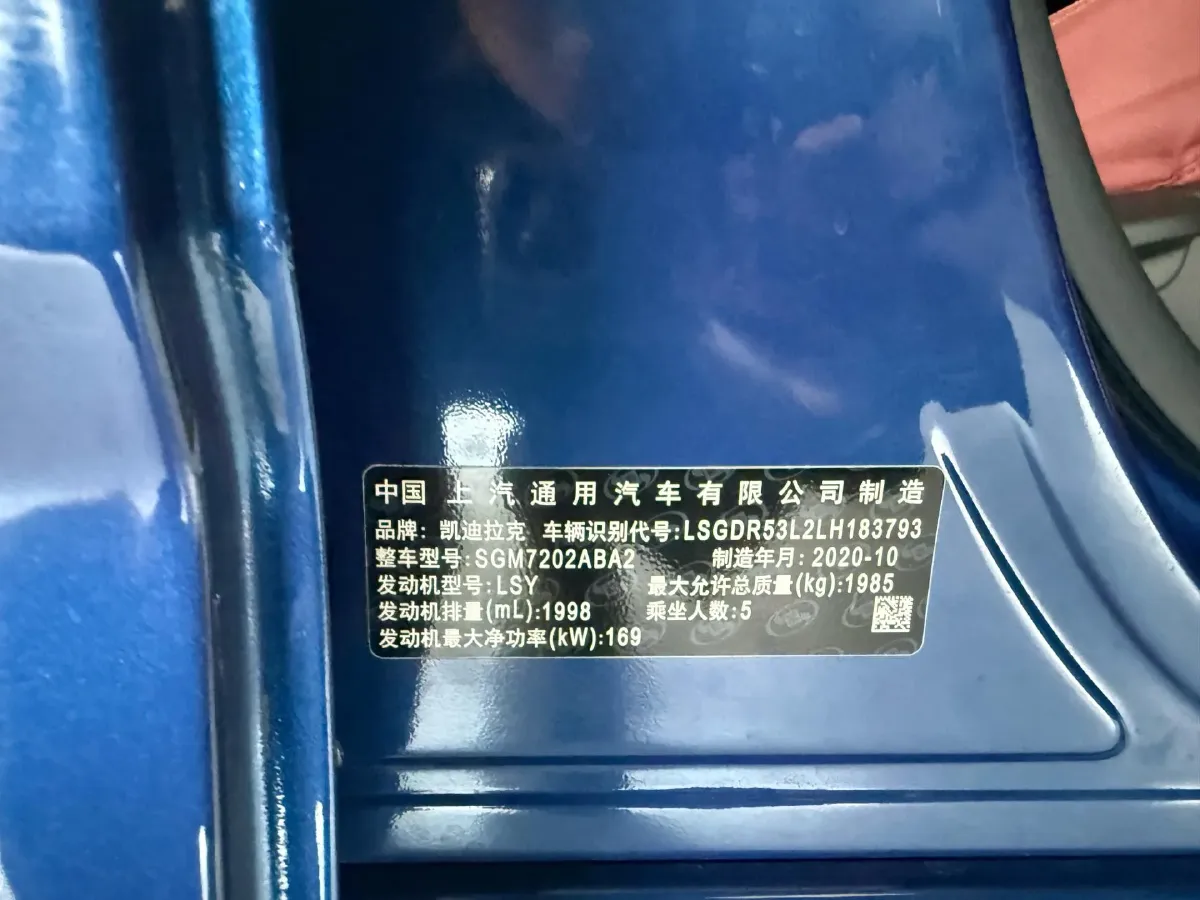 中国 上汽通用汽车有限公司制造
品牌：凯迪拉克 车辆识别代号:LSGDR53L2LH183793
整车型号:SGM7202ABA2 制造年月: 2020-10
发动机型号:LSY 最大允许总质量(kg):1985
发动机排量(mL):1998 乘坐人数:5
发动机最大净功率(kW):169